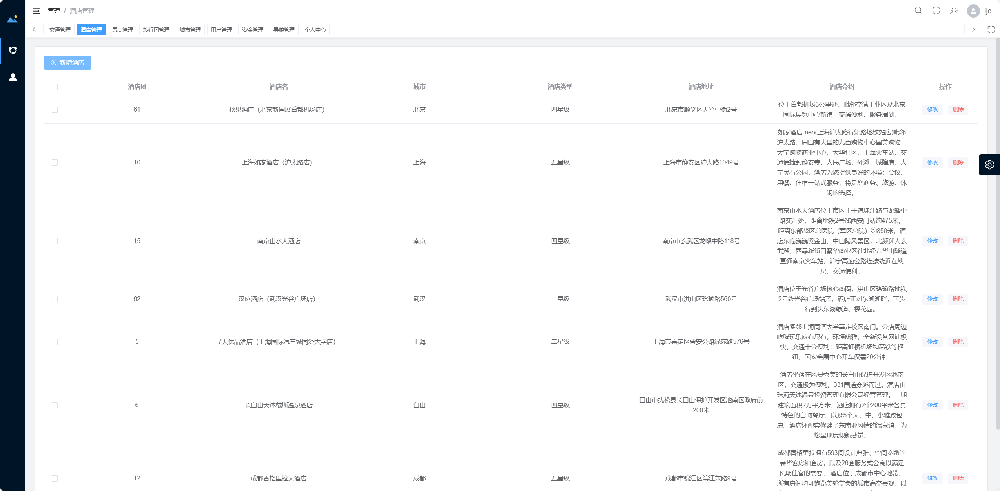 管理 / 酒店管理
ljc
交通管理 酒店管理 景点管理 旅行团管理 城市管理 用户管理 资金管理 导游管理 个人中心
新增酒店
酒店Id 酒店名 城市 酒店类型 酒店地址 酒店介绍 操作
61 秋果酒店（北京新国展首都机场店） 北京 四星级 北京市顺义区天竺中街2号
位于首都机场3公里处，毗邻空港工业区及北京
国际展览中心新馆，交通便利、服务周到。
修改 删除
10 上海如家酒店（沪太路店） 上海 五星级 上海市静安区沪太路1049号
如家酒店·neo(上海沪太路行知路地铁站店)毗邻
沪太路，周围有大型的九百购物中心国美购物、
大宁购物商业中心、大华社区、上海火车站、交
通便捷到静安寺、人民广场、外滩、城隍庙、大
宁灵石公园，酒店为您提供良好的环境；会议、
用餐、住宿一站式服务，将是您商务、旅游、休
闲的选择。
修改 删除
15 南京山水大酒店 南京 四星级 南京市玄武区龙蟠中路118号
南京山水大酒店位于市区主干道珠江路与龙蟠中
路交汇处，距离地铁2号线西安门站约475米，
距离东部战区总医院（军区总院）约850米，酒
店东临巍巍紫金山、中山陵风景区，北濒迷人玄
武湖，西靠新街口繁华商业区往北经九华山隧道
直通南京火车站，沪宁高速公路连接线近在咫
尺，交通便利。
修改 删除
62 汉庭酒店（武汉光谷广场店） 武汉 二星级 武汉市洪山区珞瑜路560号
酒店位于光谷广场核心商圈，洪山区珞瑜路地铁
2号线光谷广场站旁，酒店正对东湖湖畔，可步
行到达东湖绿道、樱花园。
修改 删除
5 7天优品酒店（上海国际汽车城同济大学店） 上海 二星级 上海市嘉定区曹安公路绿苑路576号
酒店紧邻上海同济大学嘉定校区南门。分店周边
吃喝玩乐应有尽有，环境幽雅；全新设备网速极
快。交通十分便利：距离虹桥机场和高铁等枢
纽，国家会展中心开车仅需20分钟！
修改 删除
6 长白山天沐戴斯温泉酒店 白山 四星级
白山市抚松县长白山保护开发区池南区政府前
200米
酒店坐落在风景秀美的长白山保护开发区池南
区，交通极为便利。331国道穿越而过。酒店由
珠海天沐温泉投资管理有限公司经营管理。一期
建筑面积2万平方米，酒店拥有2个200平米各具
特色的自助餐厅，以及5个大、中、小雅致包
房。酒店还配套修建了东南亚风情的温泉馆，为
您呈现度假新感觉。
修改 删除
12 成都香格里拉大酒店 成都 五星级 成都市锦江区滨江东路9号
成都香格里拉拥有593间设计典雅、空间宽敞的
豪华客房和套房，以及26套服务式公寓以满足
长期住客的需要。 酒店位于成都市中心地带，
所有房间均可饱览美轮美奂的城市高空景观。以
修改 删除